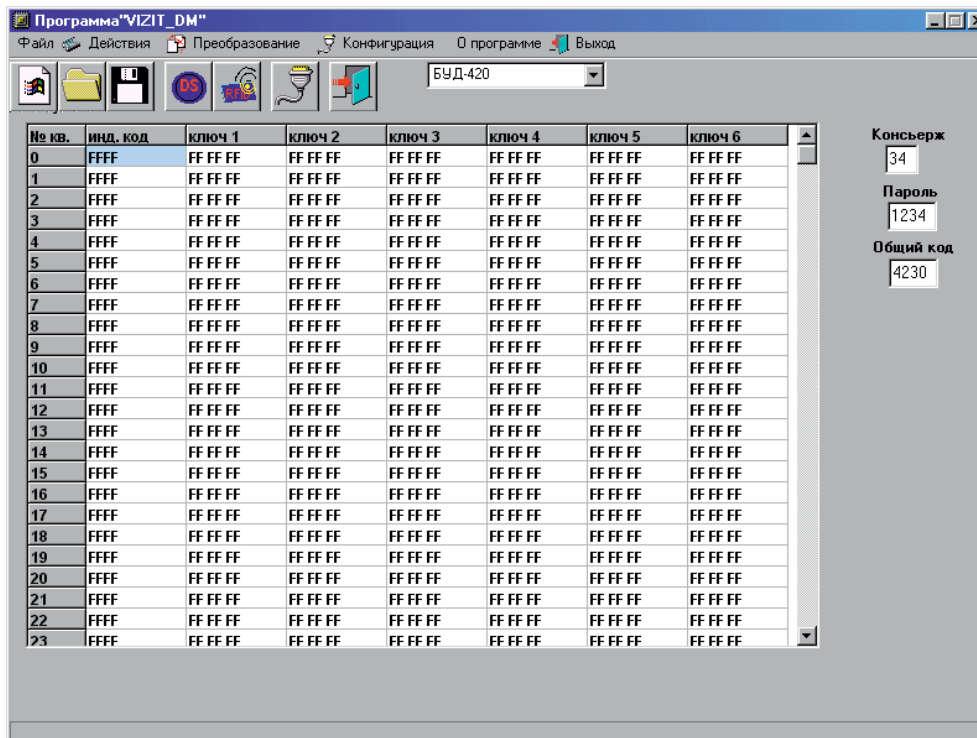 Программа"VIZIT_DM"
Файл Действия Преобразование Конфигурация О программе Выход
DS RFID БУД-420
№ кв. инд. код ключ 1 ключ 2 ключ 3 ключ 4 ключ 5 ключ 6
0 FFFF FF FF FF FF FF FF FF FF FF FF FF FF FF FF FF FF FF FF
1 FFFF FF FF FF FF FF FF FF FF FF FF FF FF FF FF FF FF FF FF
2 FFFF FF FF FF FF FF FF FF FF FF FF FF FF FF FF FF FF FF FF
3 FFFF FF FF FF FF FF FF FF FF FF FF FF FF FF FF FF FF FF FF
4 FFFF FF FF FF FF FF FF FF FF FF FF FF FF FF FF FF FF FF FF
5 FFFF FF FF FF FF FF FF FF FF FF FF FF FF FF FF FF FF FF FF
6 FFFF FF FF FF FF FF FF FF FF FF FF FF FF FF FF FF FF FF FF
7 FFFF FF FF FF FF FF FF FF FF FF FF FF FF FF FF FF FF FF FF
8 FFFF FF FF FF FF FF FF FF FF FF FF FF FF FF FF FF FF FF FF
9 FFFF FF FF FF FF FF FF FF FF FF FF FF FF FF FF FF FF FF FF
10 FFFF FF FF FF FF FF FF FF FF FF FF FF FF FF FF FF FF FF FF
11 FFFF FF FF FF FF FF FF FF FF FF FF FF FF FF FF FF FF FF FF
12 FFFF FF FF FF FF FF FF FF FF FF FF FF FF FF FF FF FF FF FF
13 FFFF FF FF FF FF FF FF FF FF FF FF FF FF FF FF FF FF FF FF
14 FFFF FF FF FF FF FF FF FF FF FF FF FF FF FF FF FF FF FF FF
15 FFFF FF FF FF FF FF FF FF FF FF FF FF FF FF FF FF FF FF FF
16 FFFF FF FF FF FF FF FF FF FF FF FF FF FF FF FF FF FF FF FF
17 FFFF FF FF FF FF FF FF FF FF FF FF FF FF FF FF FF FF FF FF
18 FFFF FF FF FF FF FF FF FF FF FF FF FF FF FF FF FF FF FF FF
19 FFFF FF FF FF FF FF FF FF FF FF FF FF FF FF FF FF FF FF FF
20 FFFF FF FF FF FF FF FF FF FF FF FF FF FF FF FF FF FF FF FF
21 FFFF FF FF FF FF FF FF FF FF FF FF FF FF FF FF FF FF FF FF
22 FFFF FF FF FF FF FF FF FF FF FF FF FF FF FF FF FF FF FF FF
23 FFFF FF FF FF FF FF FF FF FF FF FF FF FF FF FF FF FF FF FF
Консьерж
34
Пароль
1234
Общий код
4230